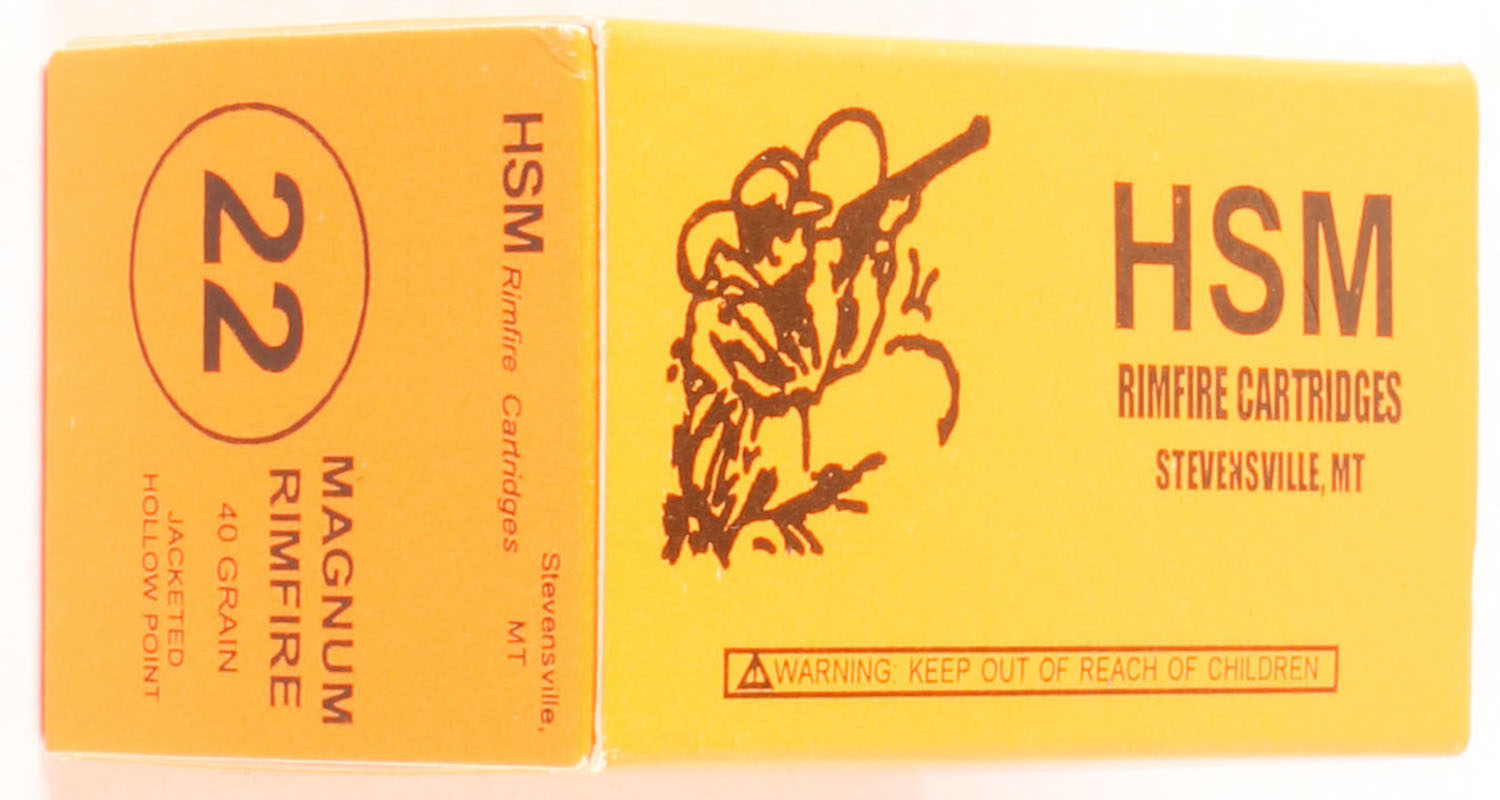 HSM Rimfire Cartridges
Stevensville,
MT
22
MAGNUM
RIMFIRE
40 GRAIN
JACKETED
HOLLOW POINT
HSM
RIMFIRE CARTRIDGES
STEVENSVILLE, MT
WARNING: KEEP OUT OF REACH OF CHILDREN